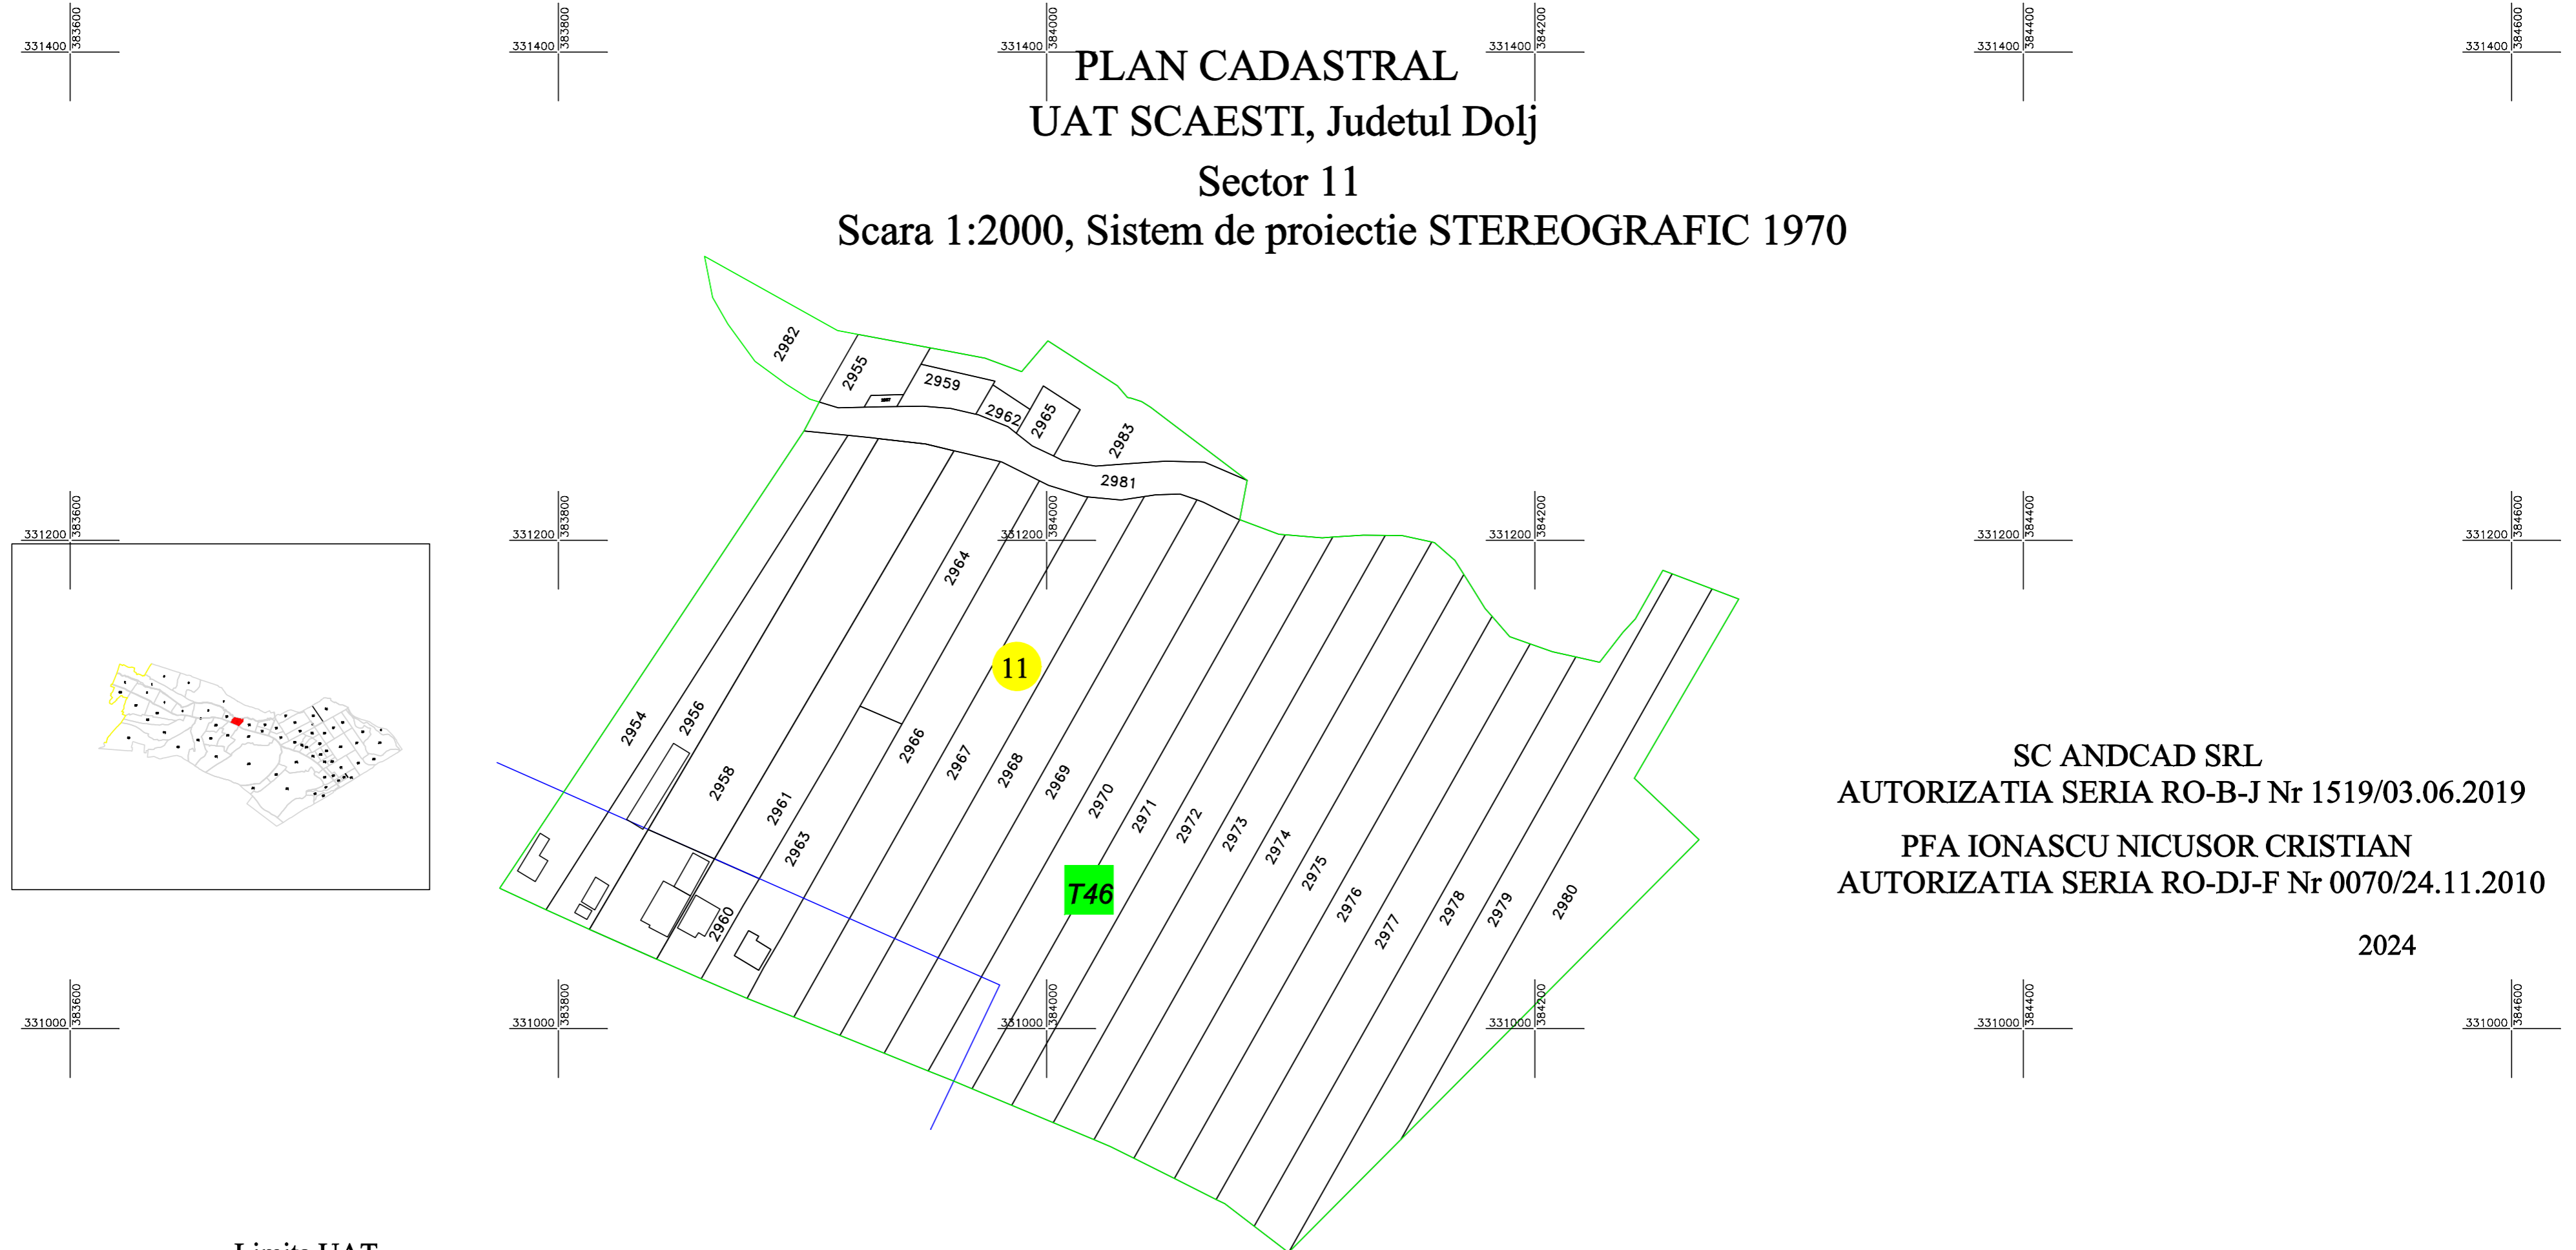 383600 383800 384000 384200 384400 384600
331400 331400 331400 331400 331400 331400
PLAN CADASTRAL
UAT SCAESTI, Judetul Dolj
Sector 11
Scara 1:2000, Sistem de proiectie STEREOGRAFIC 1970
2982
2955
2959
2962
2965
2983
2981
383600 383800 384000 384200 384400 384600
331200 331200 331200 331200 331200 331200
2964
11
2954
2956
2958
2961
2963
2960
2966
2967
2968
2969
2970
2971
2972
2973
2974
2975
2976
2977
2978
2979
2980
T46
SC ANDCAD SRL
AUTORIZATIA SERIA RO-B-J Nr 1519/03.06.2019
PFA IONASCU NICUSOR CRISTIAN
AUTORIZATIA SERIA RO-DJ-F Nr 0070/24.11.2010
2024
383600 383800 384000 384200 384400 384600
331000 331000 331000 331000 331000 331000
Limita UAT